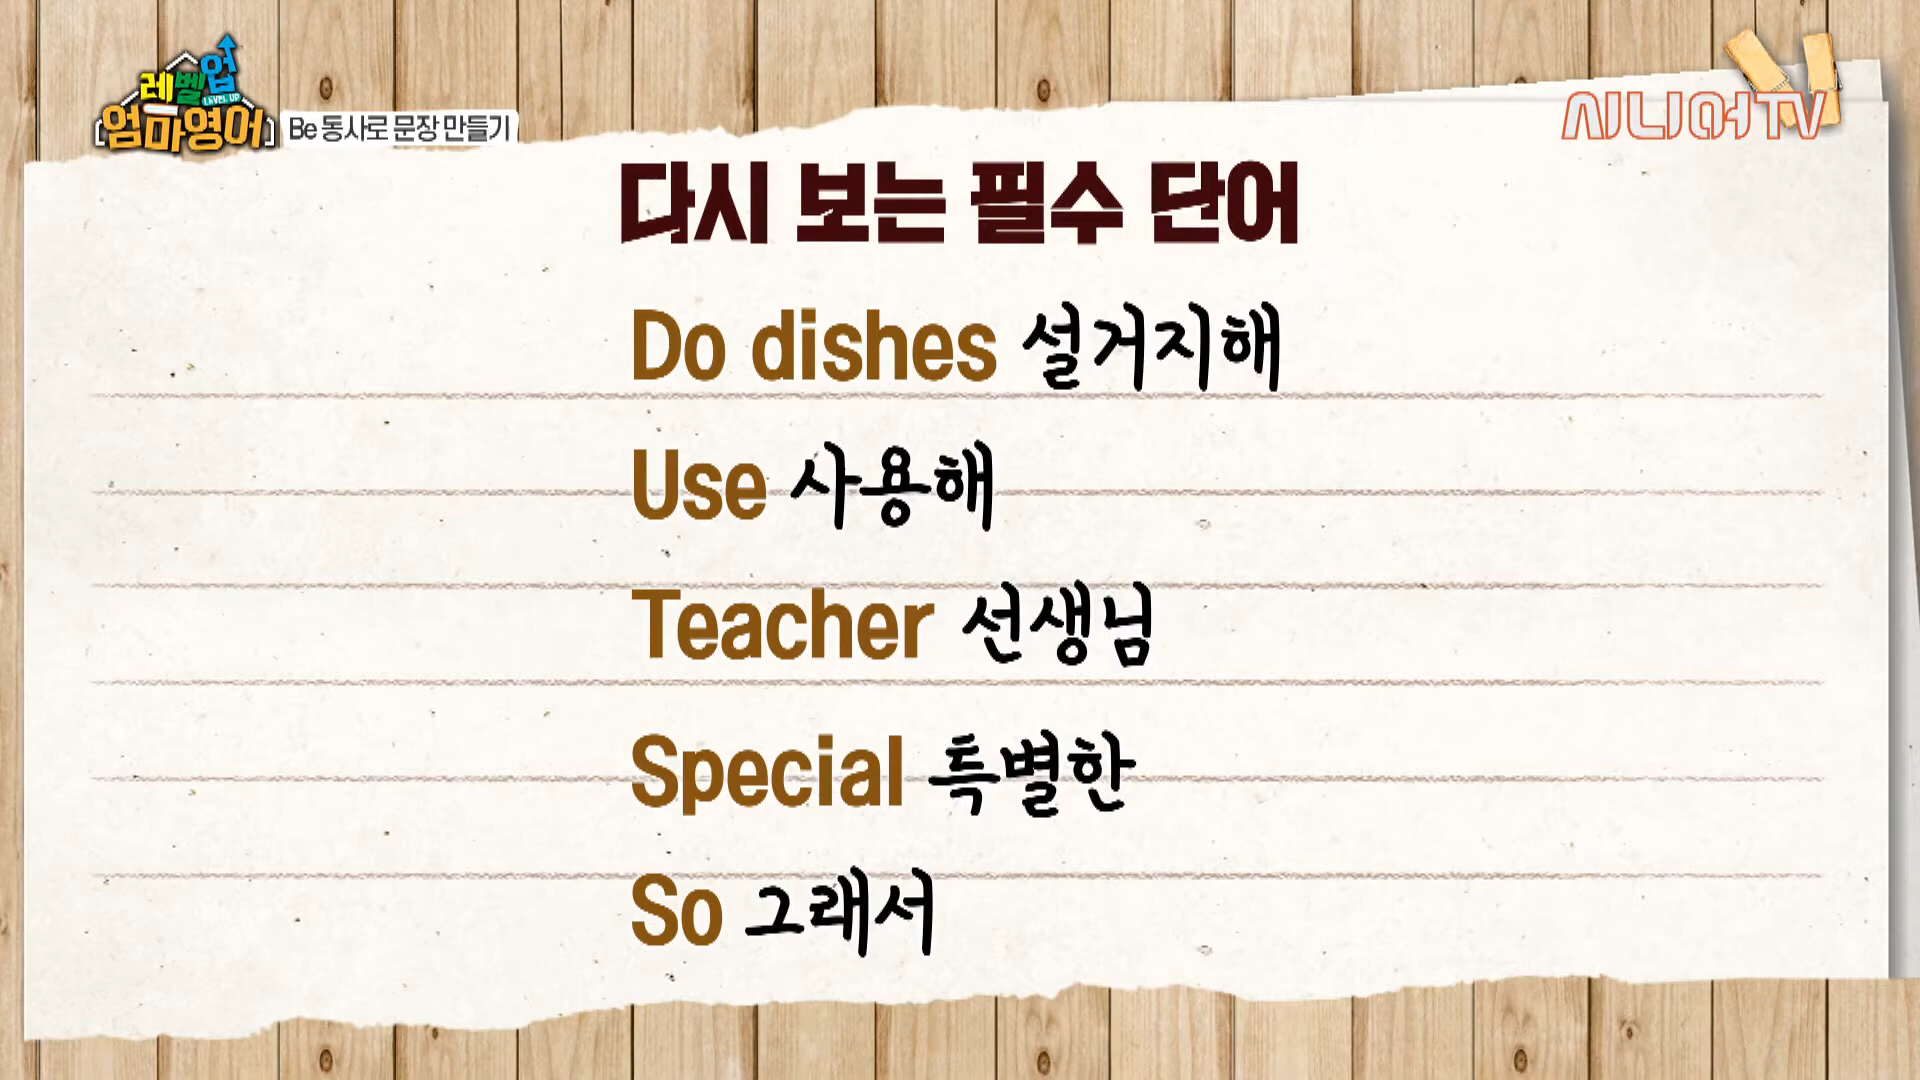 레벨업
LEVEL UP
엄마영어
Be 동사로 문장 만들기
시니어TV
다시 보는 필수 단어
Do dishes 설거지해
Use 사용해
Teacher 선생님
Special 특별한
So 그래서